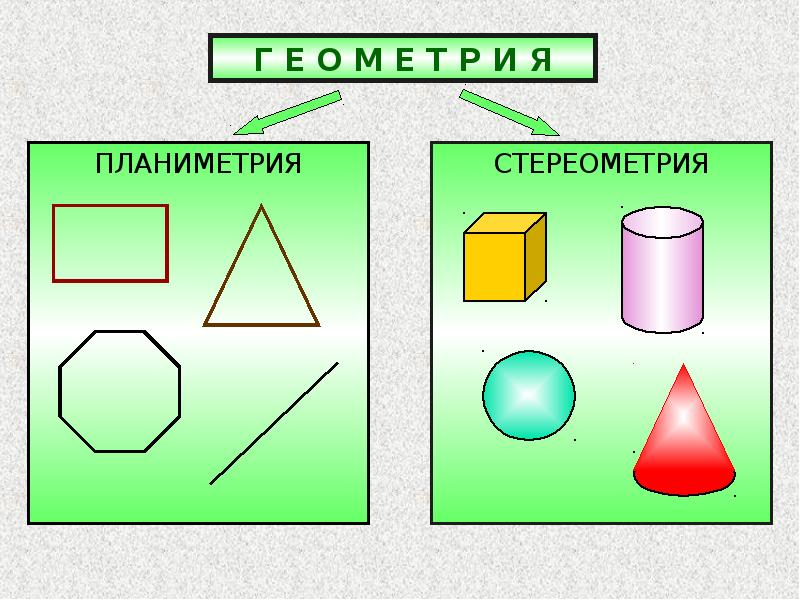 Г Е О М Е Т Р И Я
ПЛАНИМЕТРИЯ
СТЕРЕОМЕТРИЯ